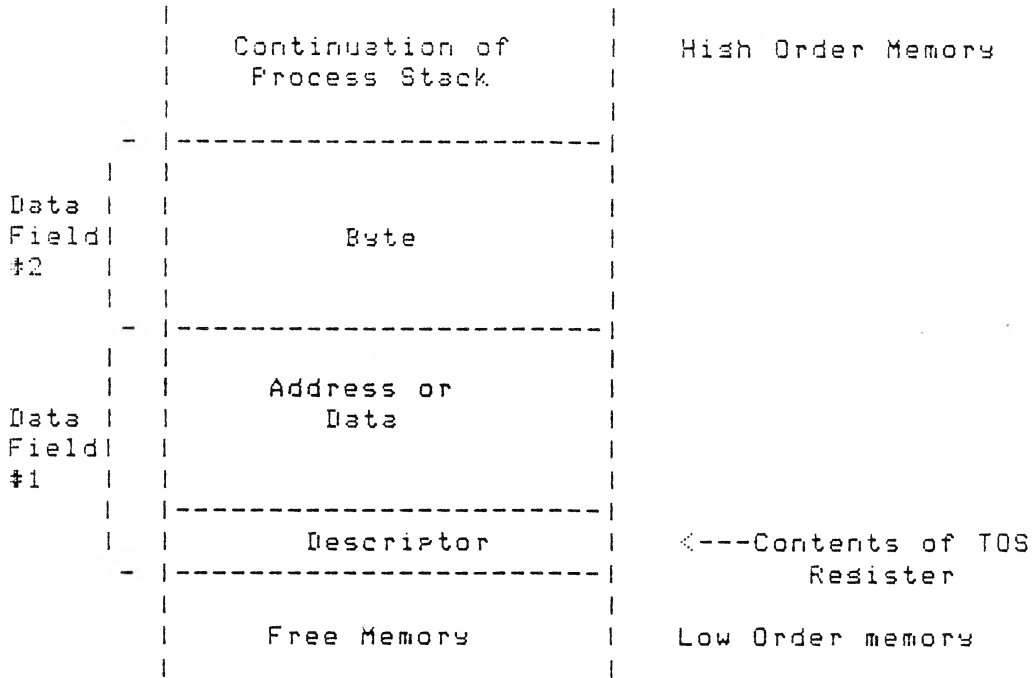 Continuation of Process Stack
High Order Memory
Data Field #2
Byte
Data Field #1
Address or Data
Descriptor
<---Contents of TOS Register
Free Memory
Low Order memory